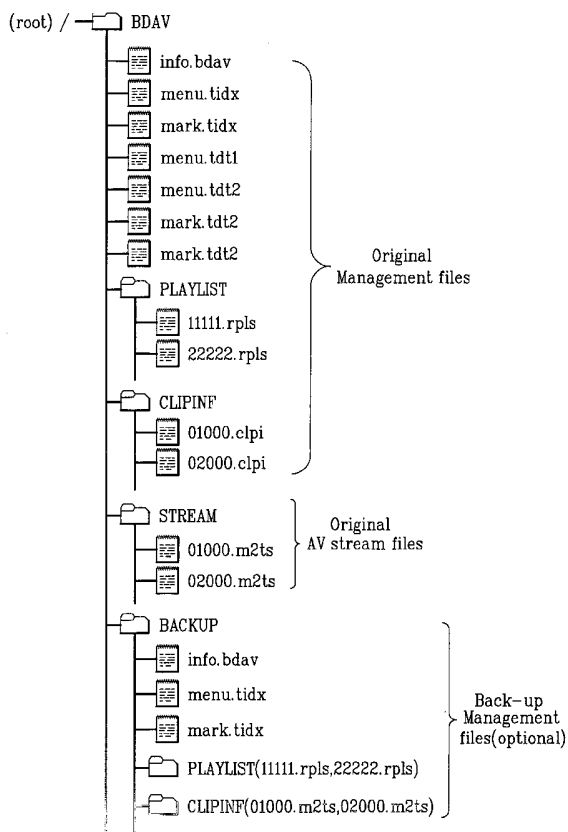 (root) / BDAV
info.bdav
menu.tidx
mark.tidx
menu.tdt1
menu.tdt2
mark.tdt2
mark.tdt2
Original
Management files
PLAYLIST
11111.rpls
22222.rpls
CLIPINF
01000.clpi
02000.clpi
STREAM
01000.m2ts
02000.m2ts
Original
AV stream files
BACKUP
info.bdav
menu.tidx
mark.tidx
PLAYLIST(11111.rpls,22222.rpls)
CLIPINF(01000.m2ts,02000.m2ts)
Back-up
Management
files(optional)